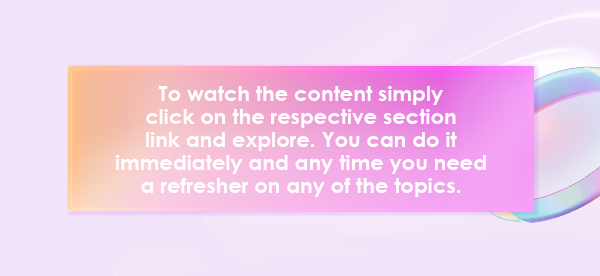 To watch the content simply
click on the respective section
link and explore. You can do it
immediately and any time you need
a refresher on any of the topics.